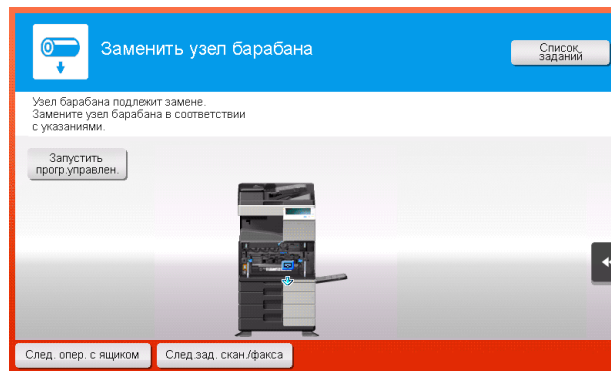 Заменить узел барабана
Список
заданий
Узел барабана подлежит замене.
Замените узел барабана в соответствии
с указаниями.
Запустить
прогр.управлен.
След. опер. с ящиком
След.зад. скан./факса